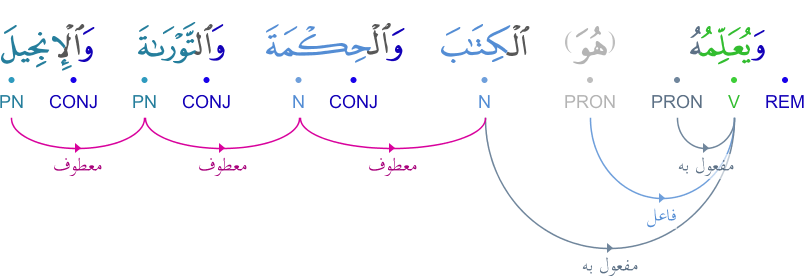 وَيُعَلِّمُهُ (هُوَ) ٱلْكِتَٰبَ وَٱلْحِكْمَةَ وَٱلتَّوْرَىٰةَ وَٱلْإِنجِيلَ
REM V PRON PRON N CONJ N CONJ PN CONJ PN
معطوف معطوف معطوف مفعول به
فاعل
مفعول به